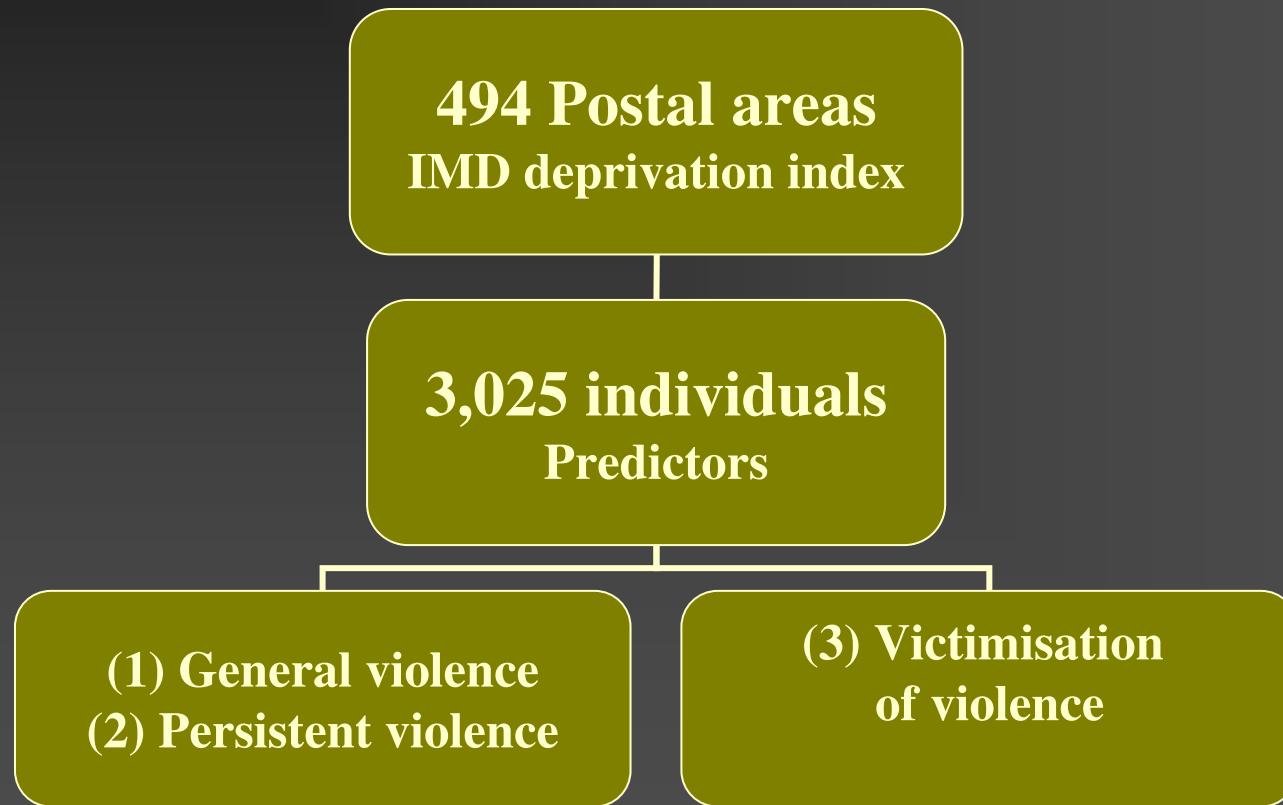 494 Postal areas
IMD deprivation index
3,025 individuals
Predictors
(1) General violence
(2) Persistent violence
(3) Victimisation
of violence